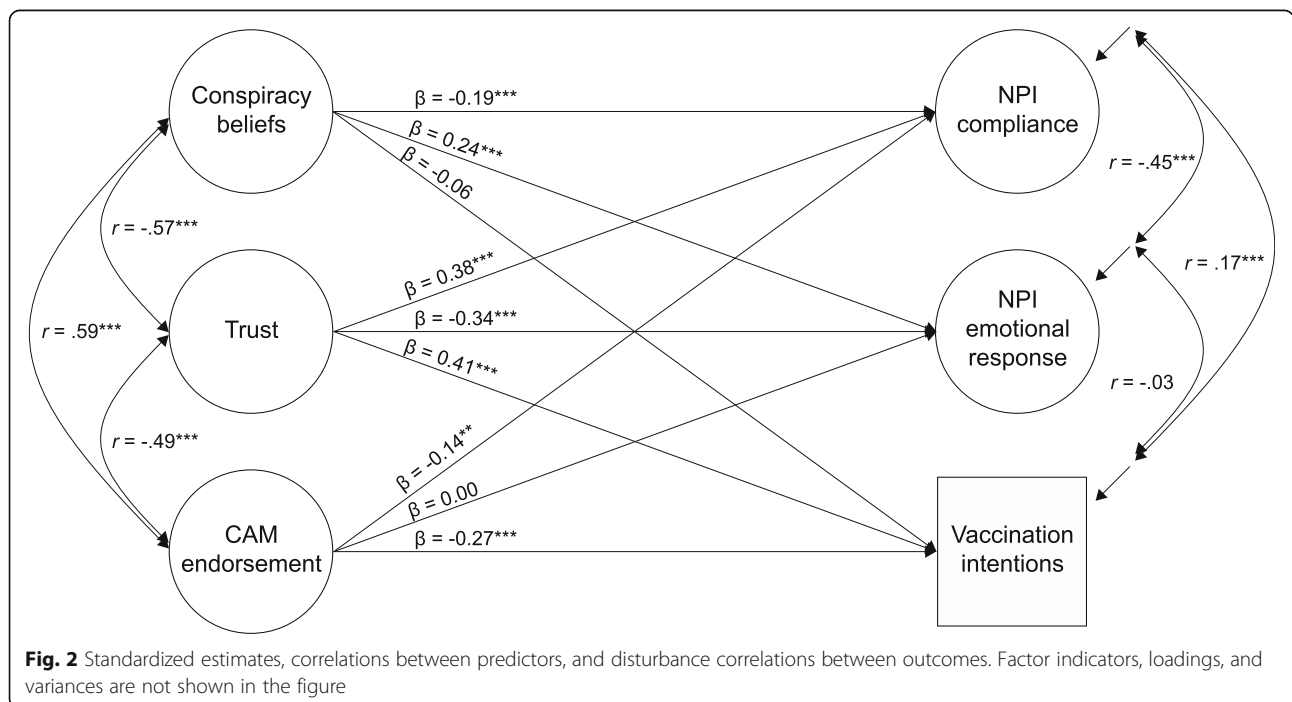 Conspiracy
beliefs
Trust
CAM
endorsement
r = -.57***
r = .59***
r = -.49***
β = -0.19***
β = 0.24***
β = -0.06
β = 0.38***
β = -0.34***
β = 0.41***
β = -0.14**
β = 0.00
β = -0.27***
NPI
compliance
NPI
emotional
response
Vaccination
intentions
r = -.45***
r = .17***
r = -.03
Fig. 2 Standardized estimates, correlations between predictors, and disturbance correlations between outcomes. Factor indicators, loadings, and
variances are not shown in the figure